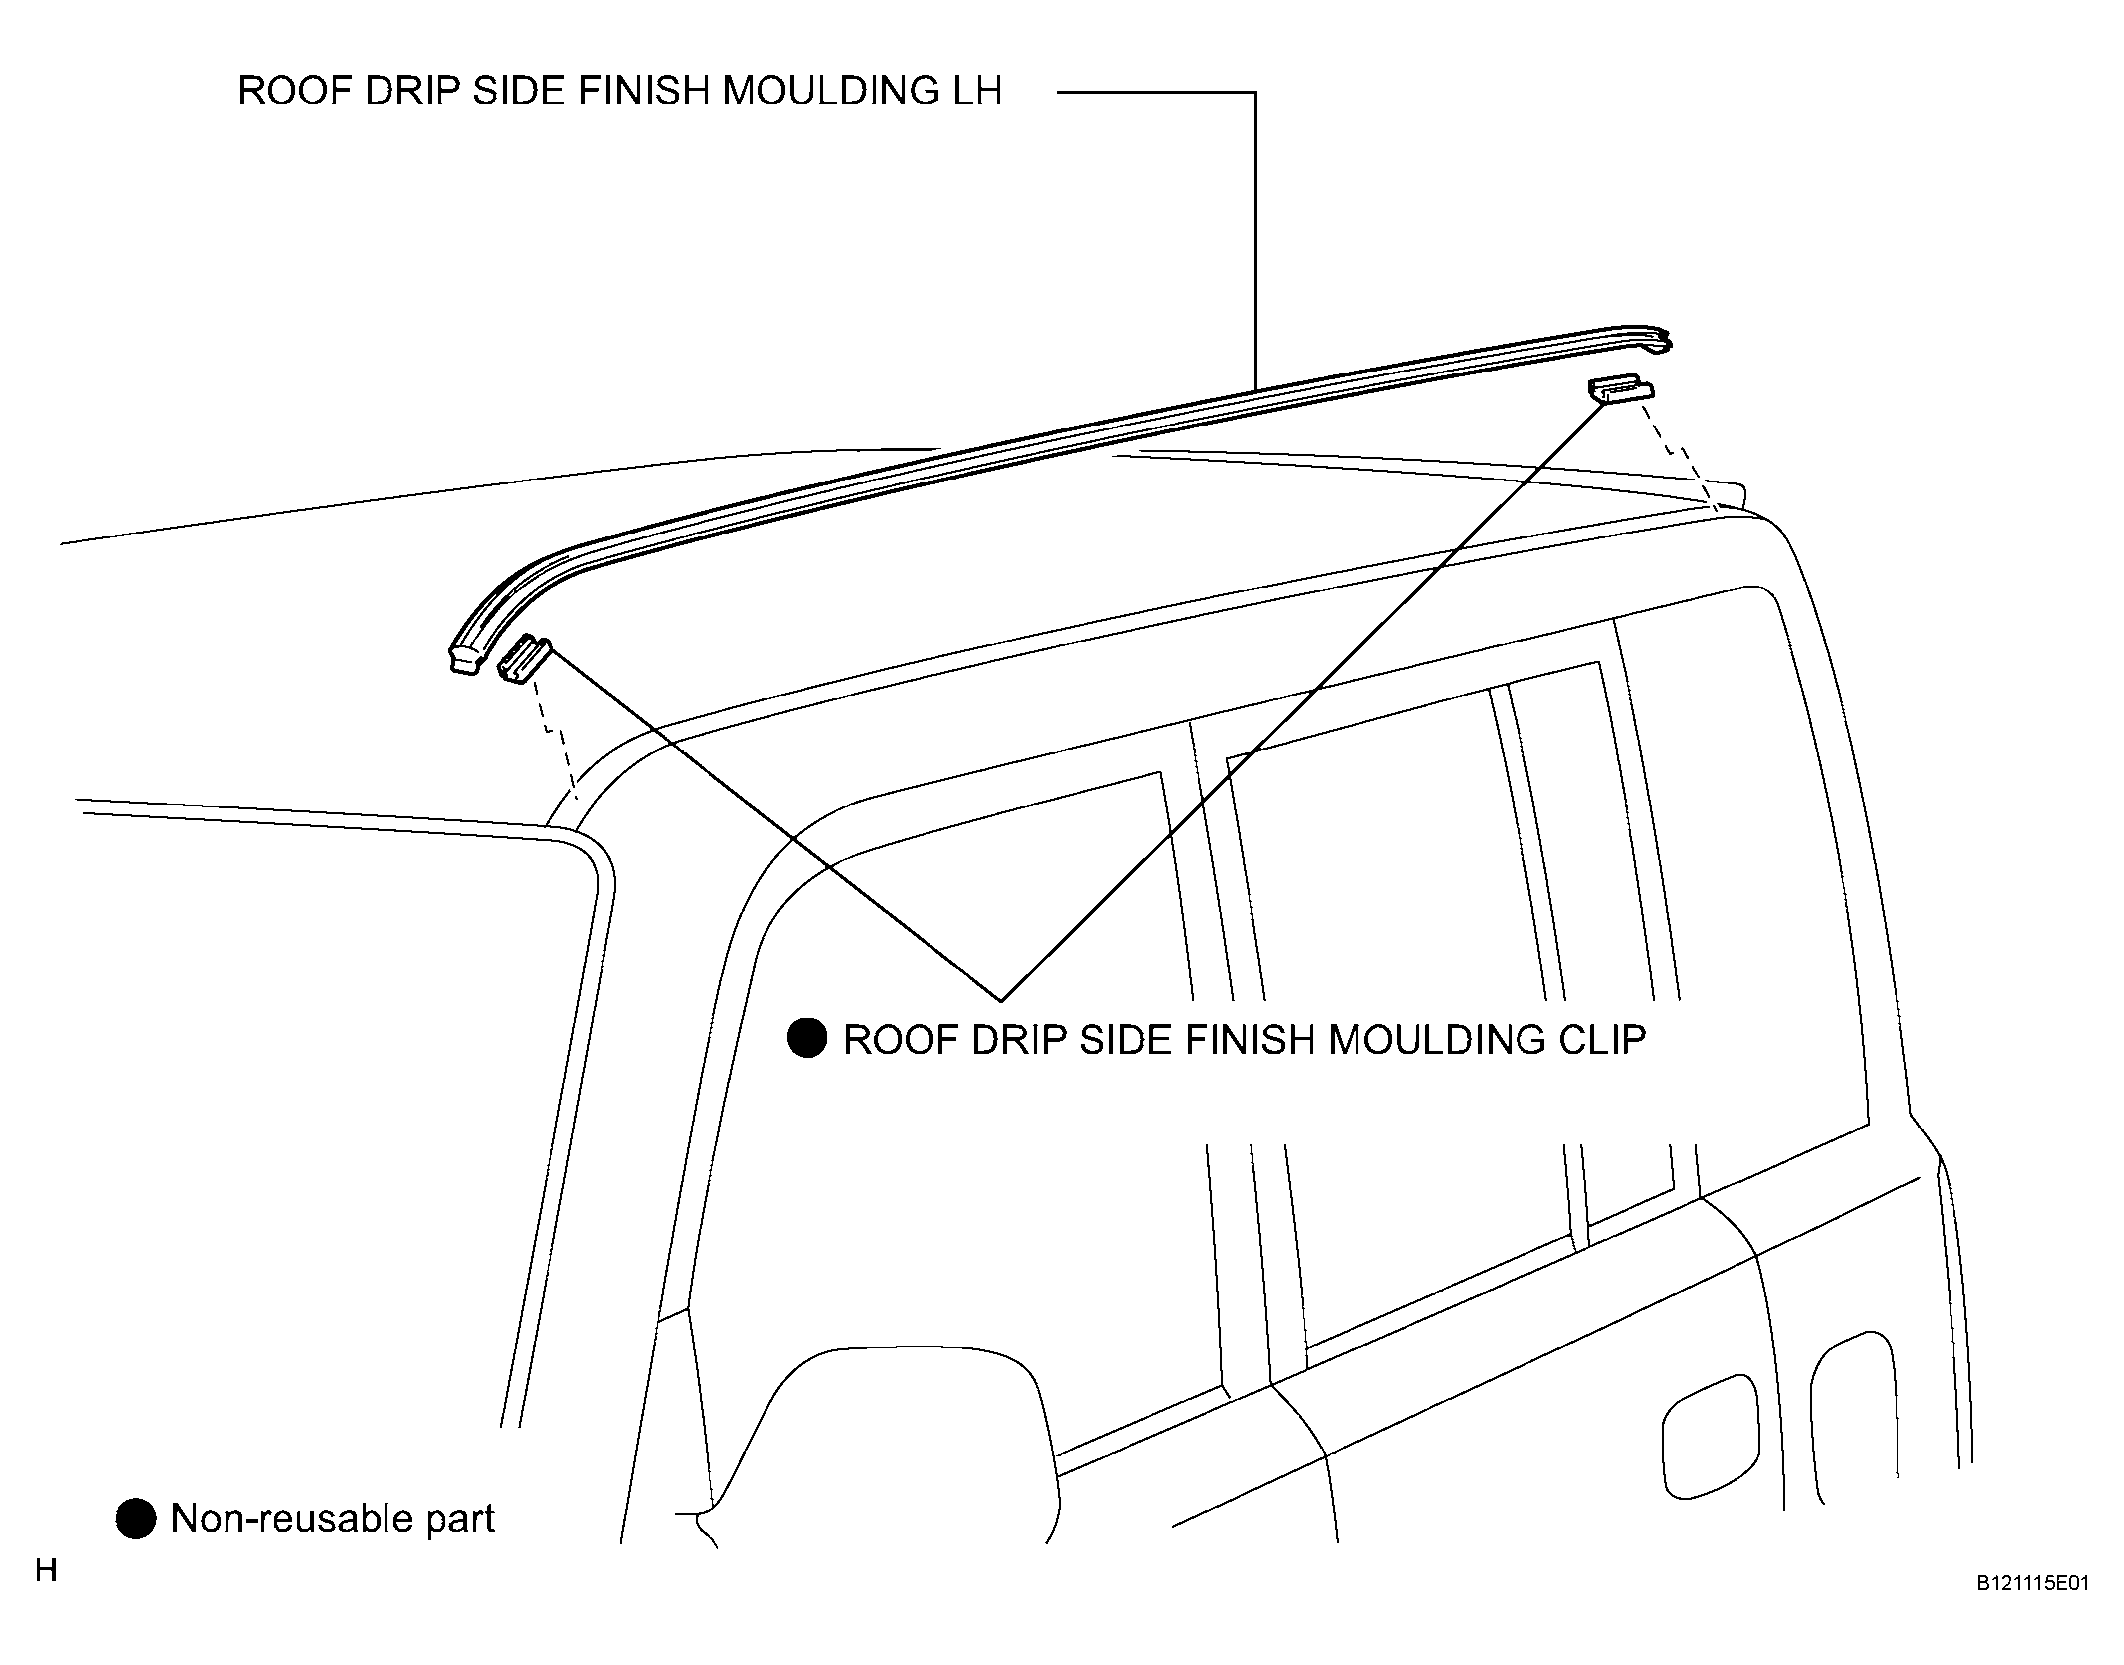 ROOF DRIP SIDE FINISH MOULDING LH
● ROOF DRIP SIDE FINISH MOULDING CLIP
● Non-reusable part
H
B121115E01